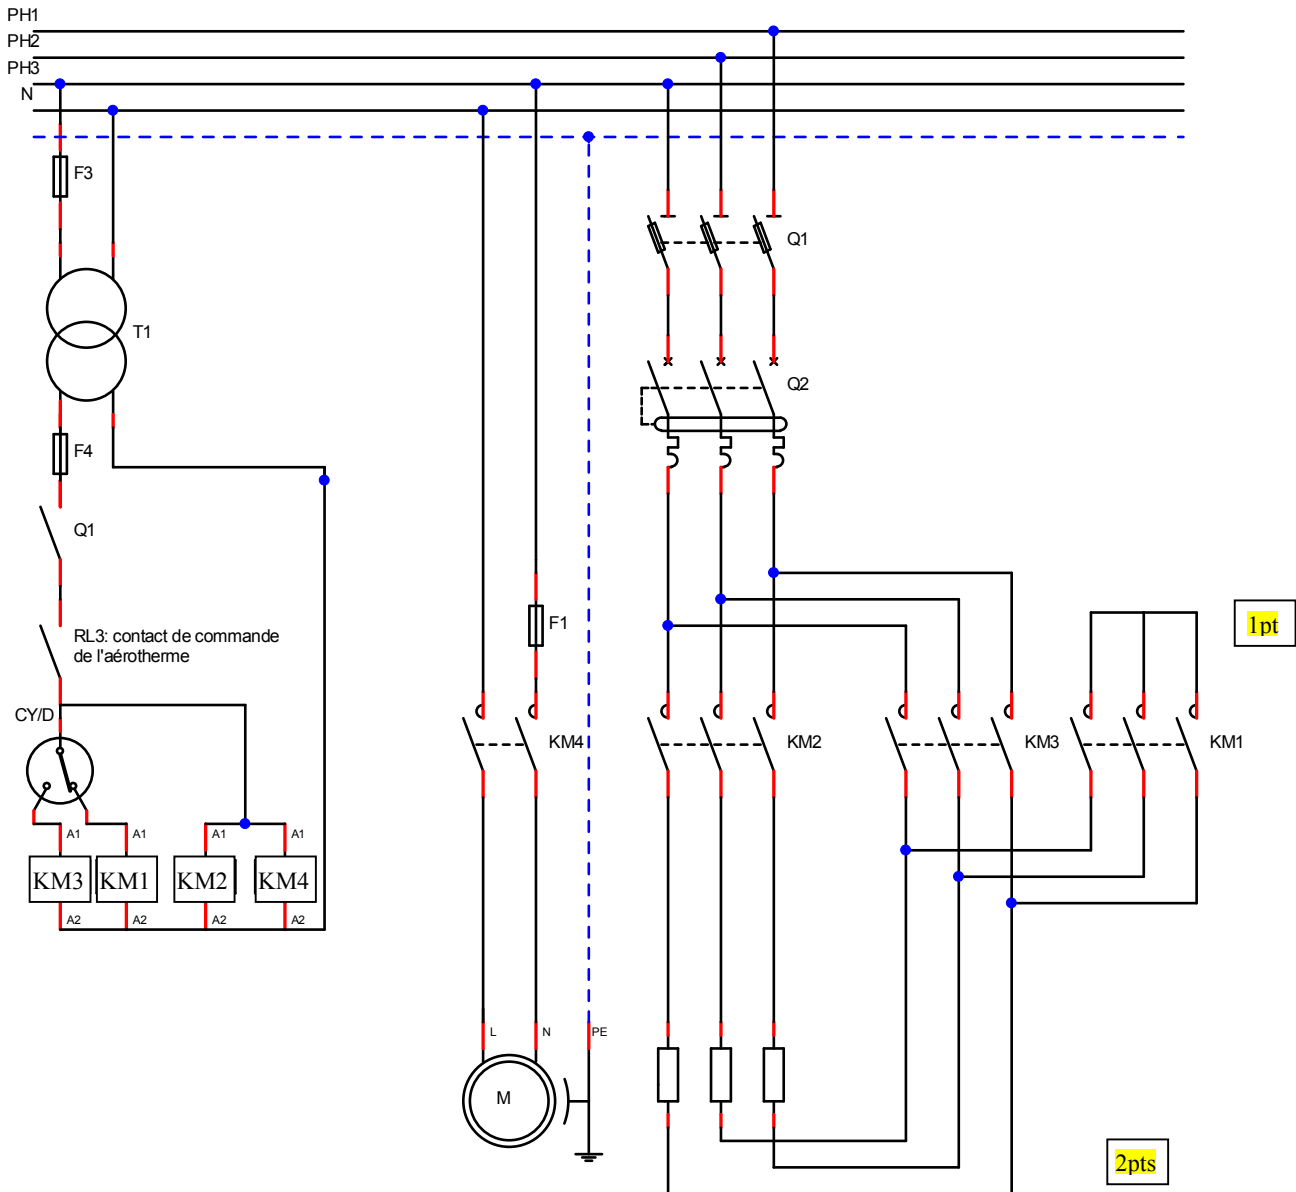 PH1
PH2
PH3
N
F3
Q1
T1
Q2
F4
Q1
F1
1pt
RL3: contact de commande
de l'aérotherme
CY/D
KM4
KM2
KM3
KM1
A1
A1
A1
A1
KM3
KM1
KM2
KM4
A2
A2
A2
A2
L
N
PE
M
2pts